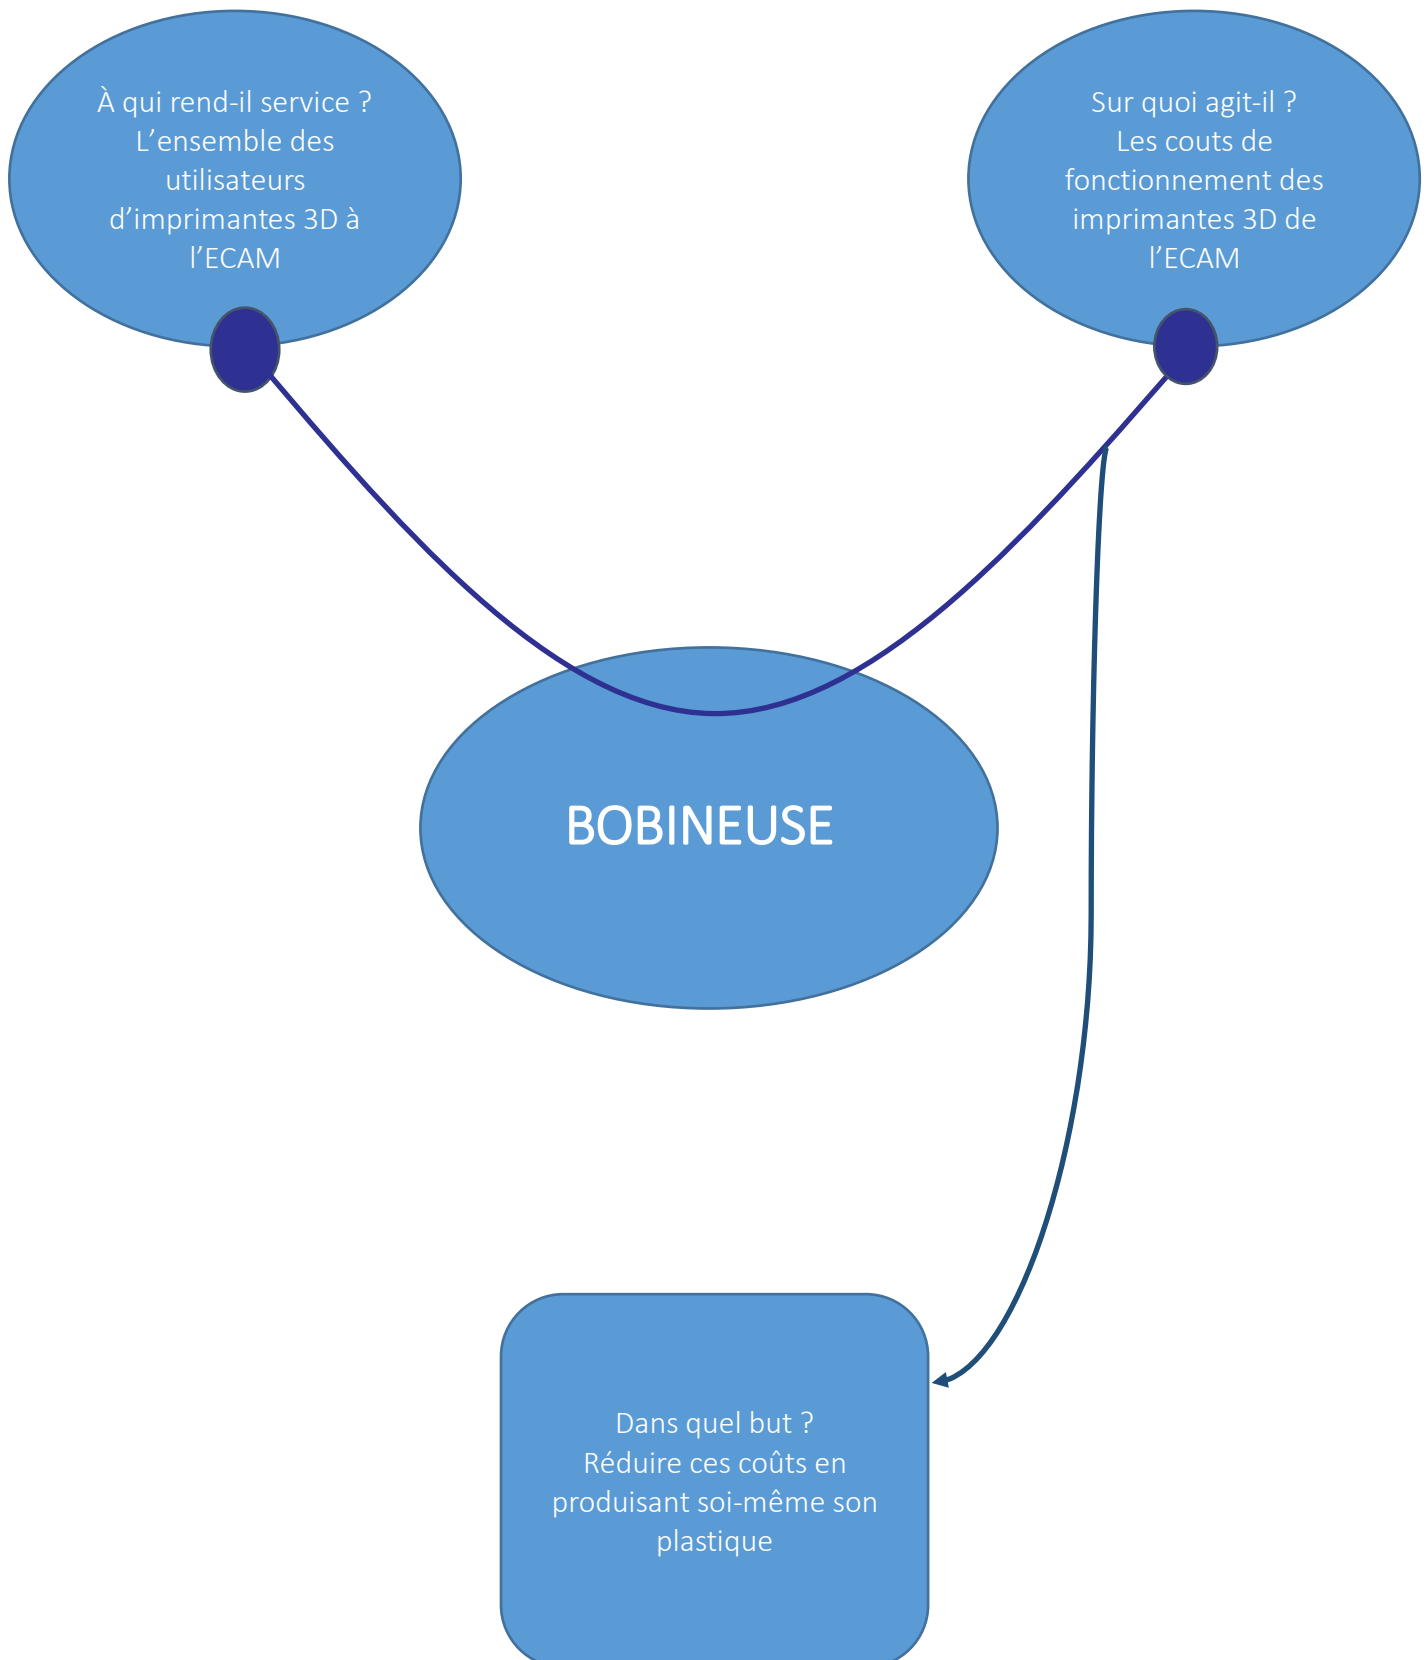 À qui rend-il service ?
L’ensemble des
utilisateurs
d’imprimantes 3D à
l’ECAM
Sur quoi agit-il ?
Les couts de
fonctionnement des
imprimantes 3D de
l’ECAM
BOBINEUSE
Dans quel but ?
Réduire ces coûts en
produisant soi-même son
plastique